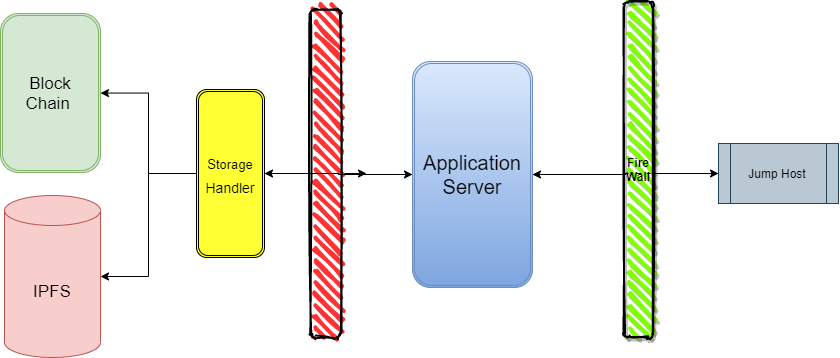 Block
Chain
IPFS
Storage
Handler
Application
Server
Fire
Wall
Jump Host